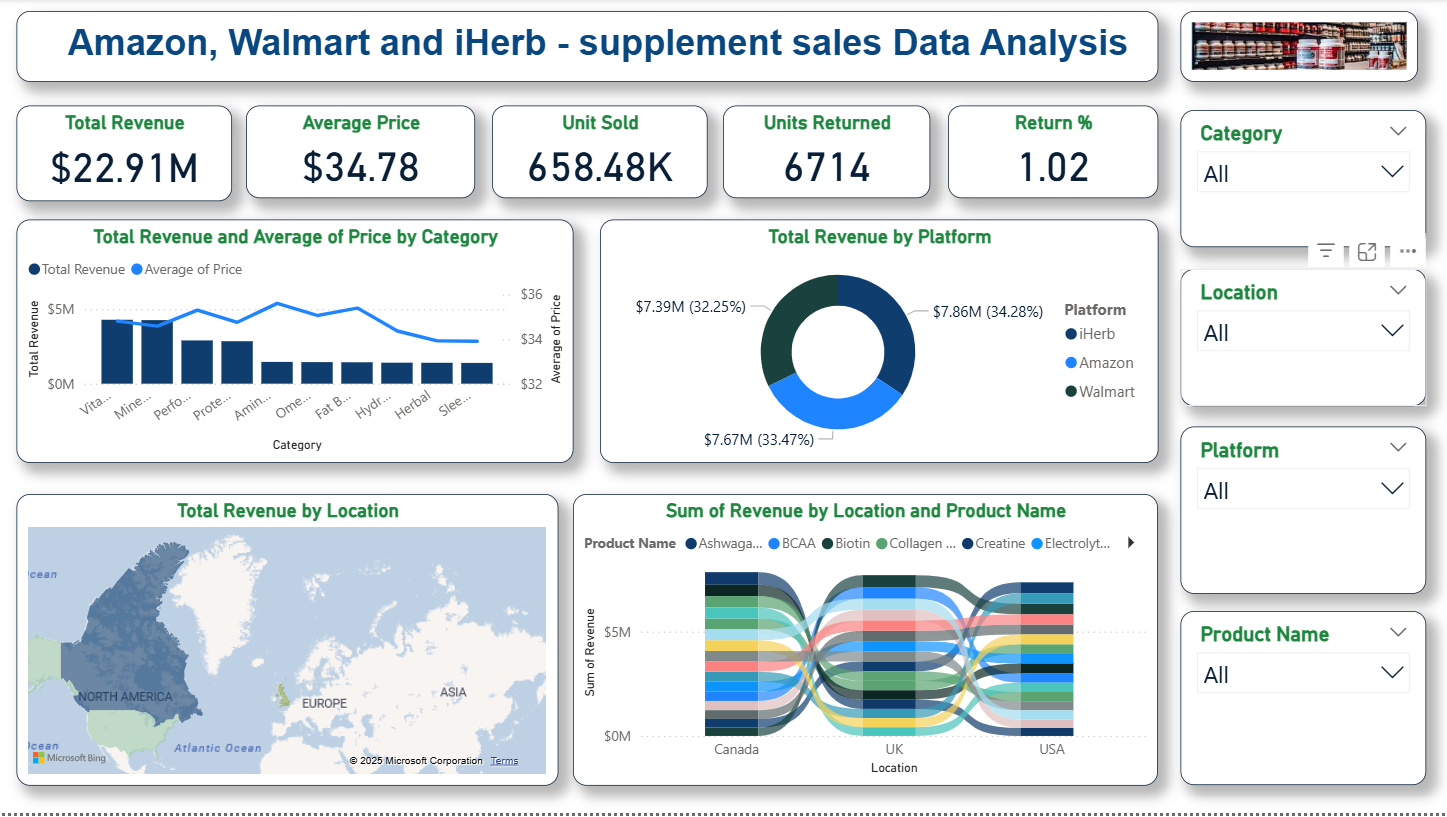 Amazon, Walmart and iHerb - supplement sales Data Analysis
Total Revenue
$22.91M
Average Price
$34.78
Unit Sold
658.48K
Units Returned
6714
Return %
1.02
Category
All
Location
All
Platform
All
Product Name
All
Total Revenue and Average of Price by Category
Total Revenue Average of Price
Total Revenue
$5M
$0M
$36
$34
$32
Average of Price
Vita...
Mine...
Perfo...
Prote...
Amin...
Ome...
Fat B...
Hydr...
Herbal
Slee...
Category
Total Revenue by Platform
$7.39M (32.25%)
$7.86M (34.28%)
$7.67M (33.47%)
Platform
iHerb
Amazon
Walmart
Total Revenue by Location
cean
NORTH AMERICA
EUROPE
ASIA
Ocean
Atlantic Ocean
Microsoft Bing
© 2025 Microsoft Corporation Terms
Sum of Revenue by Location and Product Name
Product Name Ashwaga... BCAA Biotin Collagen ... Creatine Electrolyt...
Sum of Revenue
$5M
$0M
Canada
UK
USA
Location